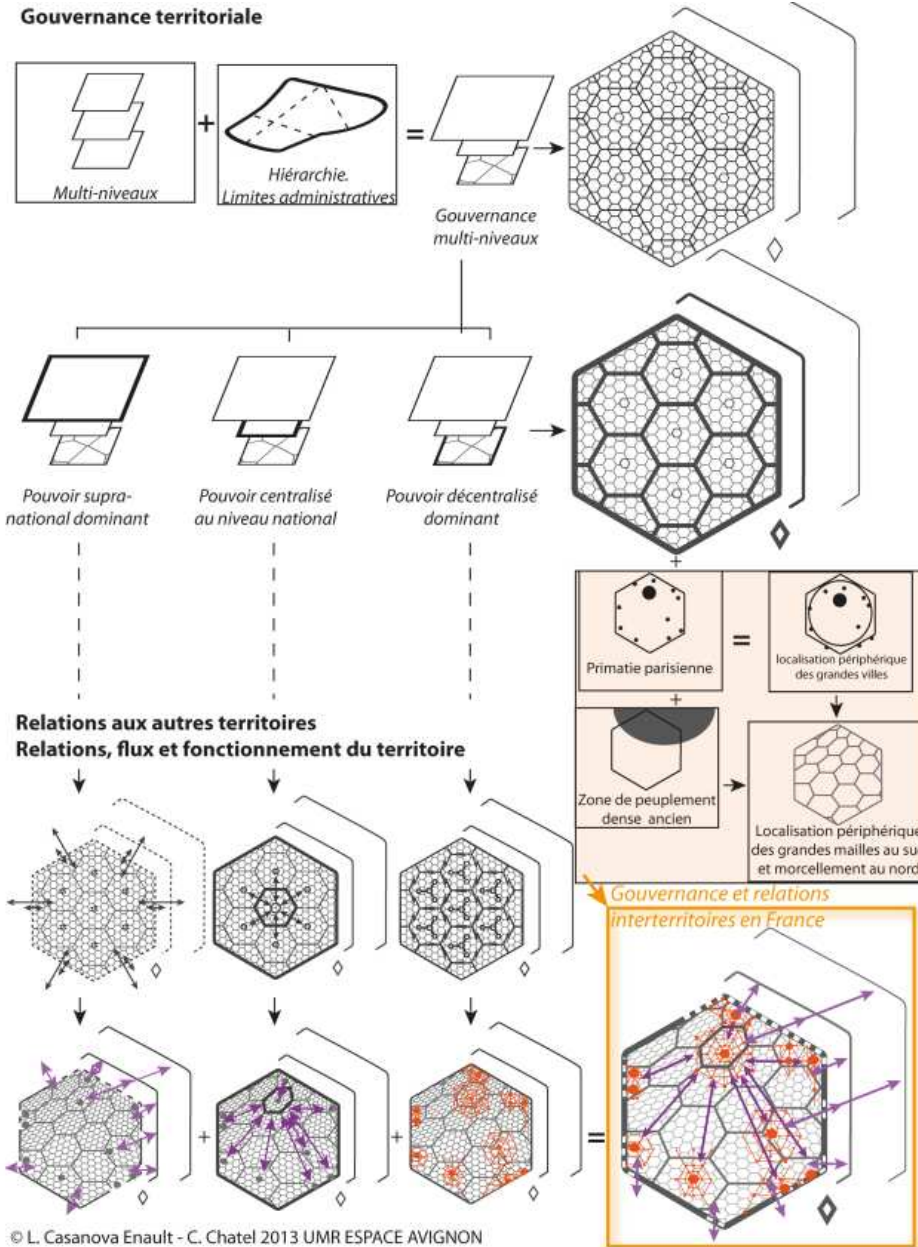 Gouvernance territoriale
+
=
Multi-niveaux
Hiérarchie.
Limites administratives
Gouvernance
multi-niveaux
Pouvoir supra-
national dominant
Pouvoir centralisé
au niveau national
Pouvoir décentralisé
dominant
+
Primatie parisienne
=
localisation périphérique
des grandes villes
+
Zone de peuplement
dense ancien
Localisation périphérique
des grandes mailles au su
et morcellement au nord
Relations aux autres territoires
Relations, flux et fonctionnement du territoire
Gouvernance et relations
interterritoires en France
+
+
=
© L. Casanova Enault - C. Chatel 2013 UMR ESPACE AVIGNON